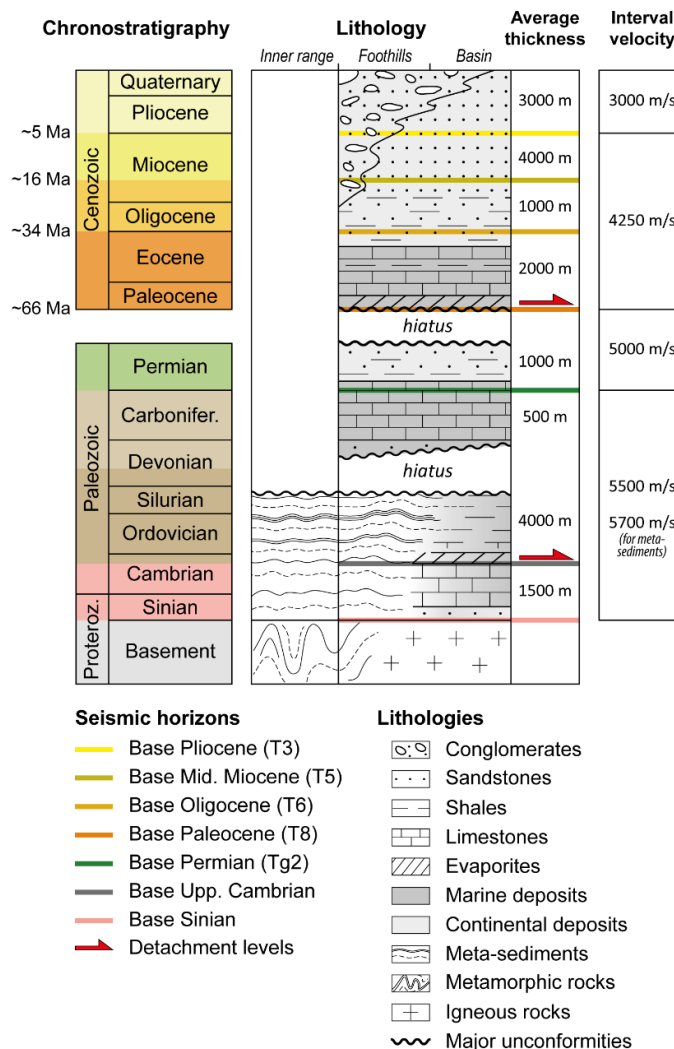 Chronostratigraphy
Lithology
Average
thickness
Interval
velocity
Inner range
Foothills
Basin
Cenozoic
Quaternary
Pliocene
~5 Ma
Miocene
~16 Ma
Oligocene
~34 Ma
Eocene
Paleocene
~66 Ma
3000 m
4000 m
1000 m
2000 m
3000 m/s
4250 m/s
hiatus
Paleozoic
Permian
Carbonifer.
Devonian
Silurian
Ordovician
Cambrian
1000 m
500 m
hiatus
4000 m
1500 m
5000 m/s
5500 m/s
5700 m/s
(for meta-
sediments)
Proteroz.
Sinian
Basement
Seismic horizons
Base Pliocene (T3)
Base Mid. Miocene (T5)
Base Oligocene (T6)
Base Paleocene (T8)
Base Permian (Tg2)
Base Upp. Cambrian
Base Sinian
Detachment levels
Lithologies
Conglomerates
Sandstones
Shales
Limestones
Evaporites
Marine deposits
Continental deposits
Meta-sediments
Metamorphic rocks
Igneous rocks
Major unconformities